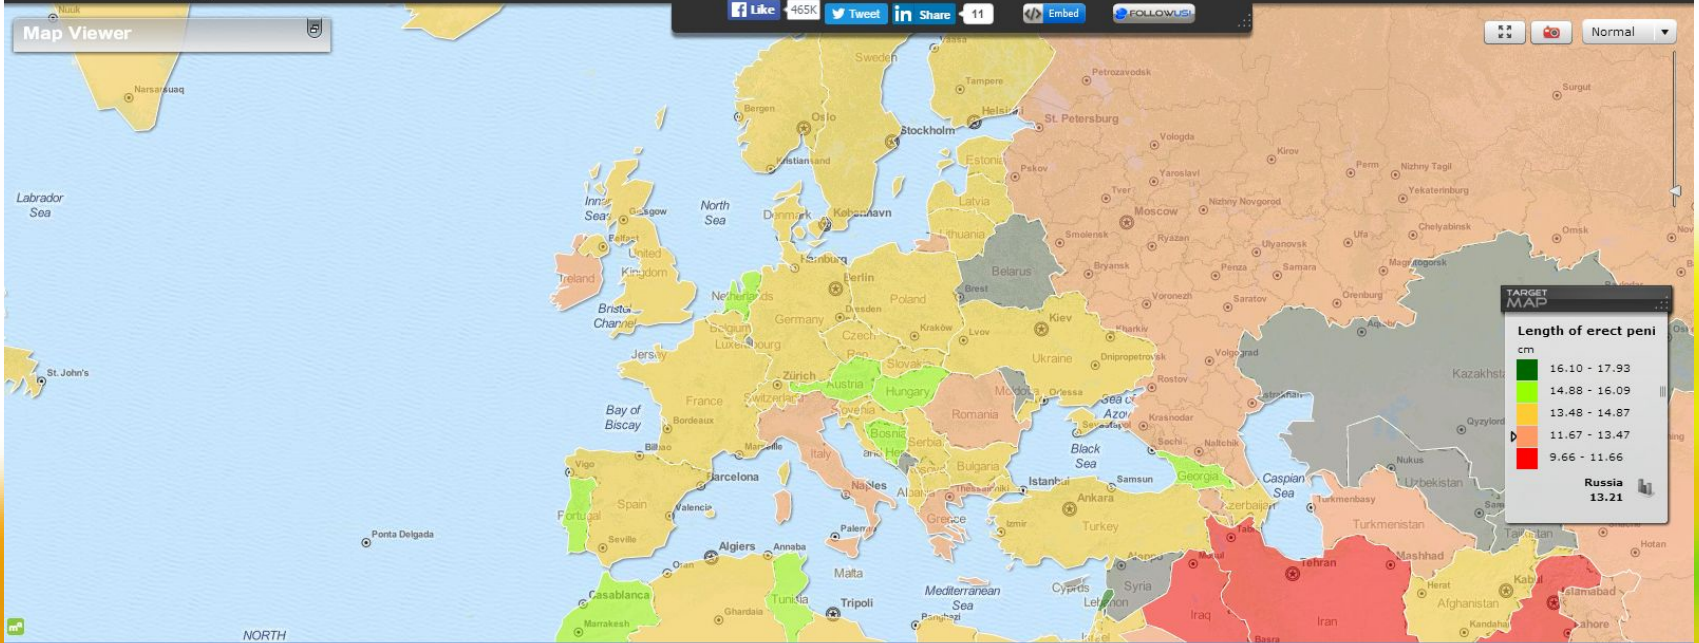 Like 465K Tweet Share 11 Embed FOLLOWUS!
Map Viewer
Normal
Nuuk
Narsarsuaq
Labrador
Sea
St. John's
Ponta Delgada
NORTH
Sweden
Vaasa
Tampere
Helsinki
Bergen
Oslo
Stockholm
Kristiansand
Estonia
Latvia
Lithuania
Petrozavodsk
St. Petersburg
Pskov
Vologda
Kirov
Perm
Nizhny Tagil
Surgut
Yaroslavl
Tver
Yekaterinburg
Moscow
Nizhny Novgorod
Smolensk
Ryazan
Ulyanovsk
Ufa
Chelyabinsk
Omsk
Bryansk
Penza
Samara
Magnitogorsk
Voronezh
Saratov
Orenburg
North
Sea
Glasgow
Belfast
United
Kingdom
Ireland
Bristol
Channel
Jersey
Denmark
København
Hamburg
Berlin
Netherlands
Belgium
Luxembourg
Germany
Dresden
Poland
Kraków
Czech
Rep
Slovakia
Belarus
Brest
Kiev
Lvov
Kharkiv
Ukraine
Dnipropetrovsk
Volgograd
Rostov
Odessa
Moldova
Zürich
Switzerland
Austria
Hungary
France
Bordeaux
Bay of
Biscay
Bilbao
Marseille
Slovenia
Romania
Serbia
Bulgaria
Italy
Naples
Albania
Thessaloniki
Greece
Vigo
Barcelona
Spain
Valencia
Portugal
Seville
Black
Sea
Krasnodar
Sochi
Nalchik
Georgia
Azerbaijan
Caspian
Sea
Istanbul
Samsun
Ankara
Izmir
Turkey
Palermo
Malta
Mediterranean
Sea
Algiers
Annaba
Oran
Casablanca
Marrakesh
Ghardaia
Tunisia
Tripoli
Cyprus
Lebanon
Syria
Aleppo
Mosul
Iraq
Tehran
Iran
Basra
Turkmenbasy
Turkmenistan
Mashhad
Nukus
Uzbekistan
Qyzylorda
Kazakhstan
Tajikistan
Herat
Kabul
Afghanistan
Kandahar
Islamabad
Lahore
Hotan
TARGET
MAP
Length of erect peni
cm
16.10 - 17.93
14.88 - 16.09
13.48 - 14.87
11.67 - 13.47
9.66 - 11.66
Russia
13.21